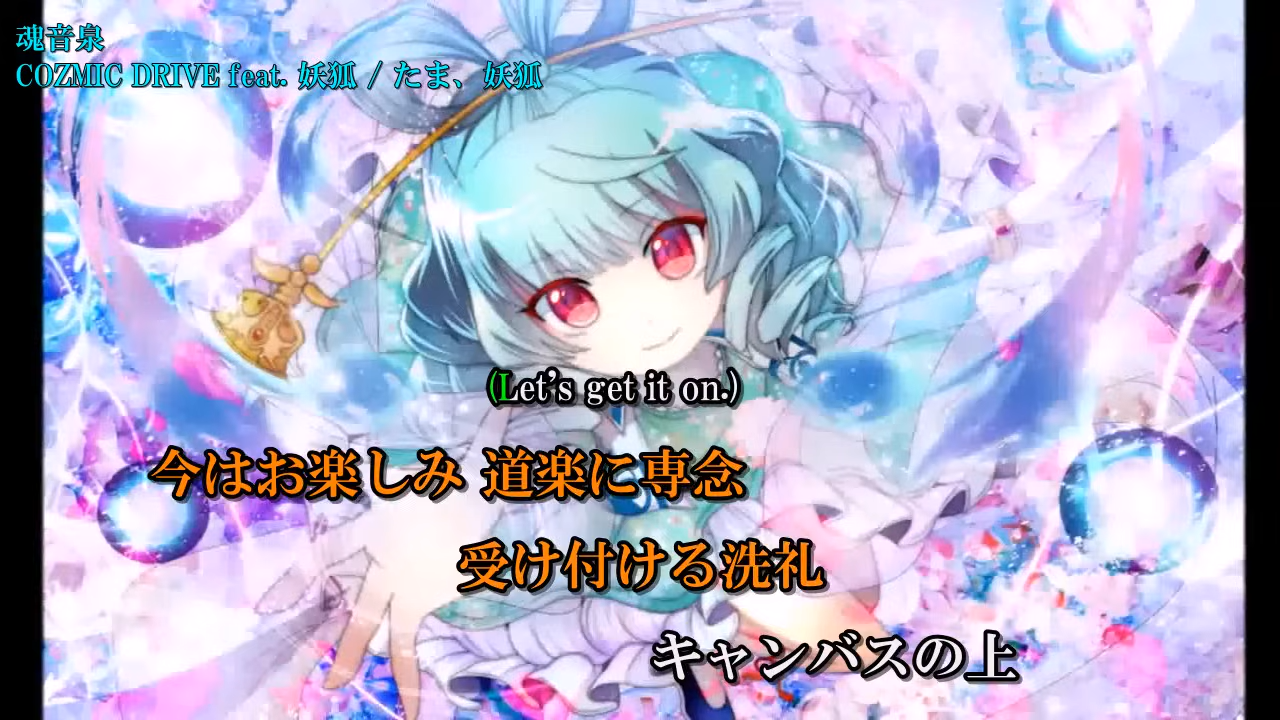 魂音泉
COZMIC DRIVE feat. 妖狐 / たま、妖狐
(Let's get it on.)
今はお楽しみ 道楽に専念
受け付ける洗礼
キャンバスの上